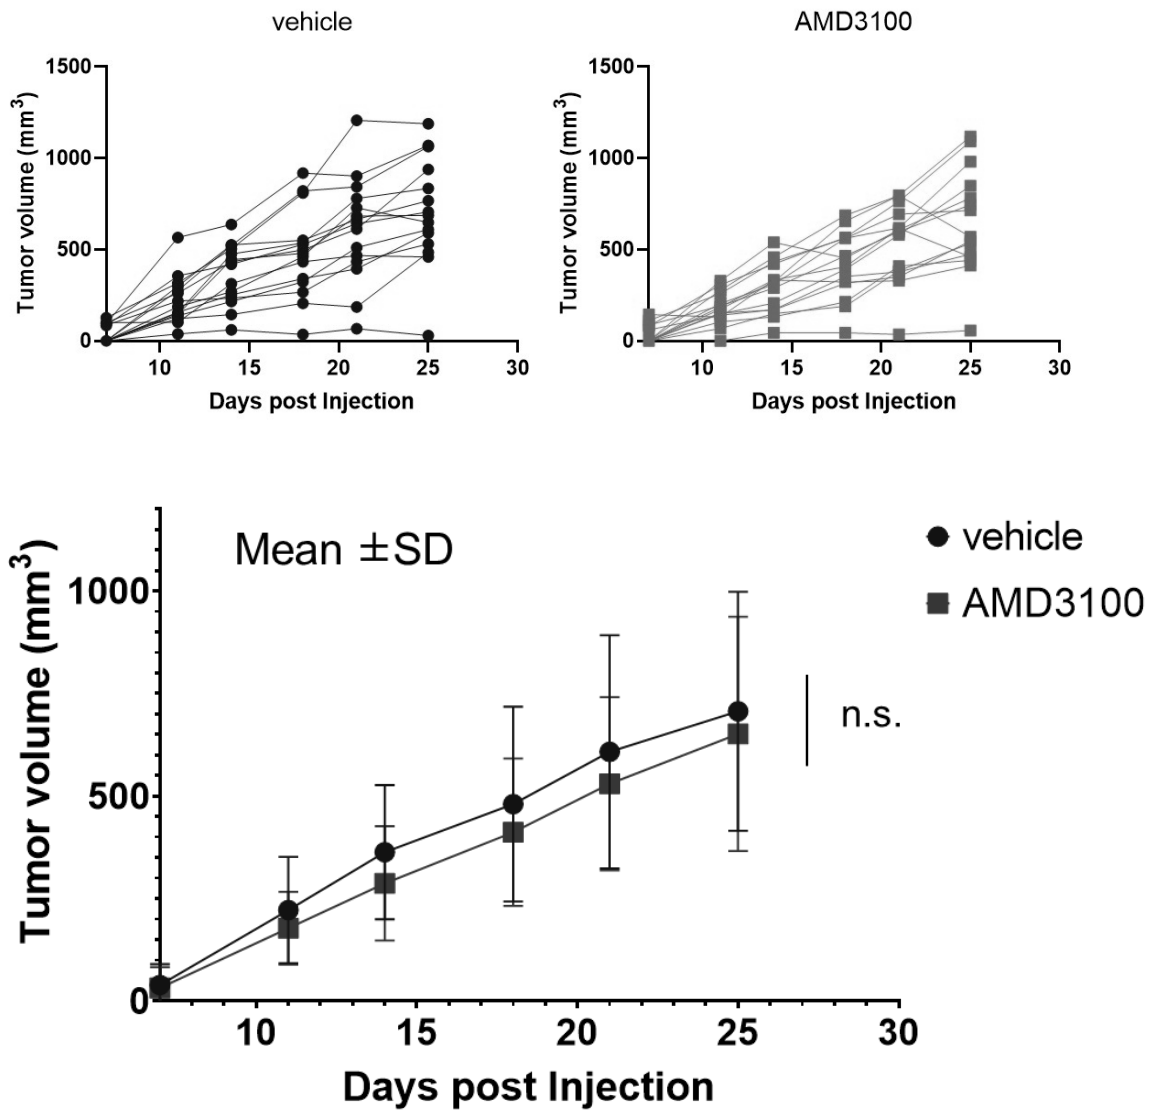 vehicle
AMD3100
1500
1000
500
0
Tumor volume (mm³)
10 15 20 25 30
Days post Injection
1500
1000
500
0
Tumor volume (mm³)
10 15 20 25 30
Days post Injection
Mean ±SD
vehicle
AMD3100
n.s.
1000
500
0
Tumor volume (mm³)
10 15 20 25 30
Days post Injection